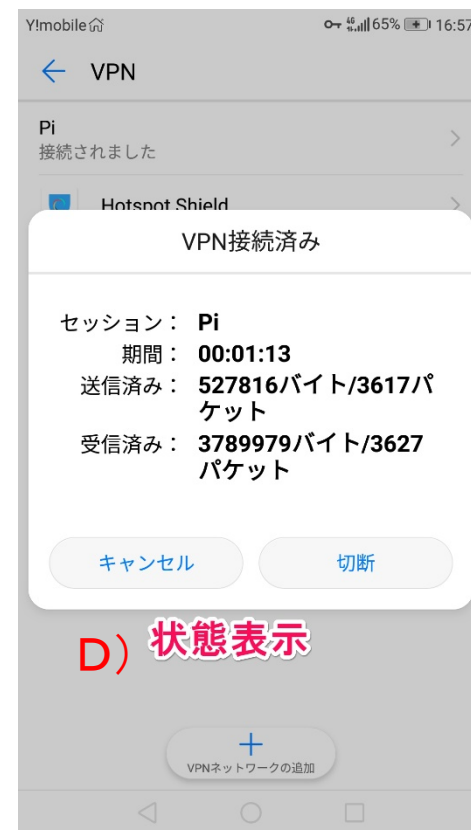 Y!mobile 4G 65% 16:57
VPN
Pi
接続されました
Hotspot Shield
VPN接続済み
セッション： Pi
期間： 00:01:13
送信済み： 527816バイト/3617パ
ケット
受信済み： 3789979バイト/3627
パケット
キャンセル 切断
D） 状態表示
VPNネットワークの追加